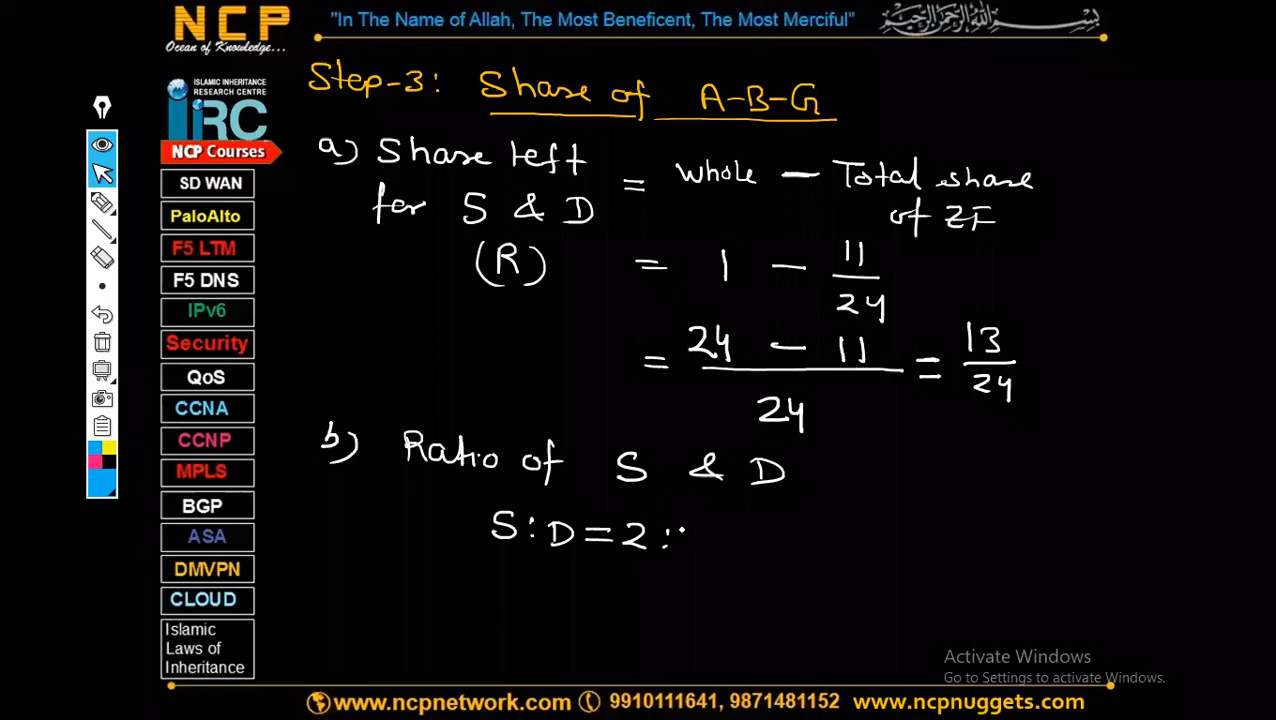 NCP
Ocean of Knowledge...
"In The Name of Allah, The Most Beneficent, The Most Merciful"
ISLAMIC INHERITANCE
RESEARCH CENTRE
IRC
NCP Courses
SD WAN
PaloAlto
F5 LTM
F5 DNS
IPv6
Security
QoS
CCNA
CCNP
MPLS
BGP
ASA
DMVPN
CLOUD
Islamic
Laws of
Inheritance
Step-3: Share of A-B-G
a) Share left = whole - Total share
for S & D of ZF
(R) = 1 - 11/24
= 24 - 11/24 = 13/24
b) Ratio of S & D
S:D=2:
Activate Windows
Go to Settings to activate Windows.
www.ncpnetwork.com 9910111641, 9871481152 www.ncpnuggets.com